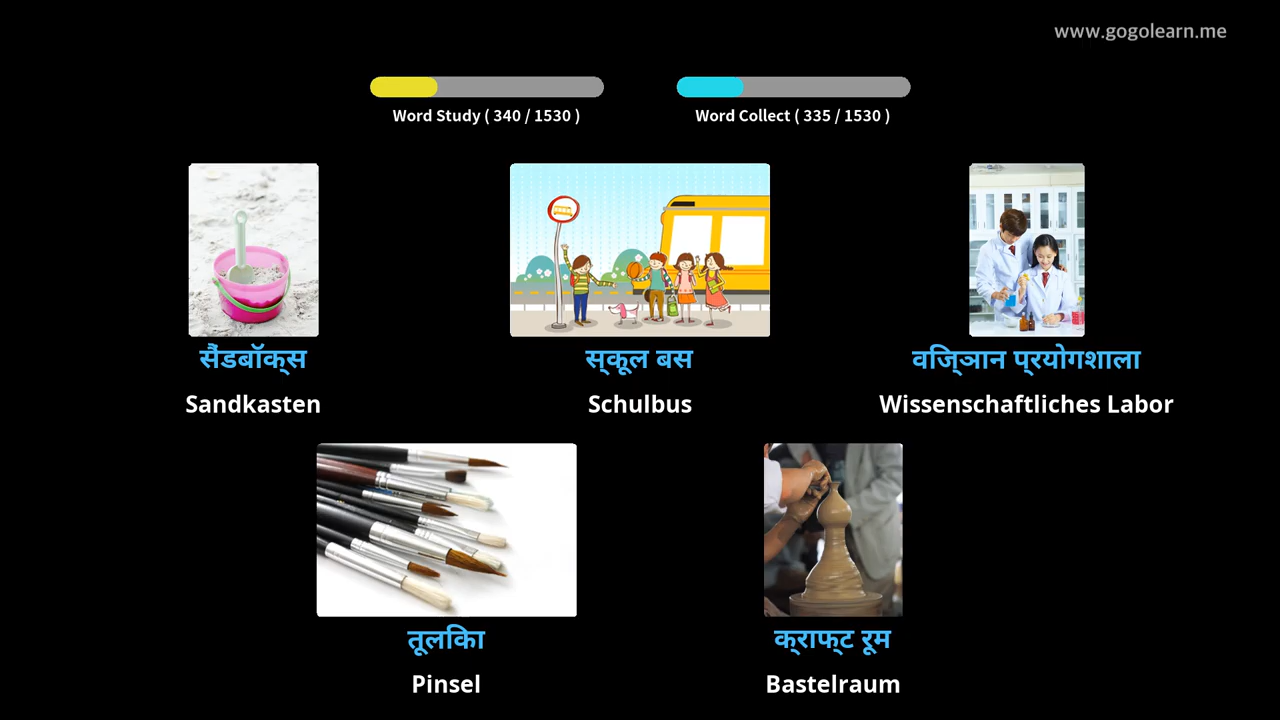 www.gogolearn.me
Word Study ( 340 / 1530 )
Word Collect ( 335 / 1530 )
सैंडबॉक्स
स्कूल बस
विज्ञान प्रयोगशाला
Sandkasten
Schulbus
Wissenschaftliches Labor
तूलिका
क्राफ्ट रूम
Pinsel
Bastelraum